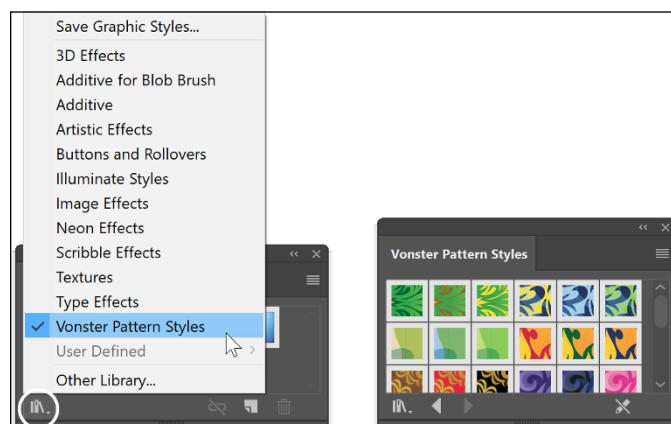 Save Graphic Styles...
3D Effects
Additive for Blob Brush
Additive
Artistic Effects
Buttons and Rollovers
Illuminate Styles
Image Effects
Neon Effects
Scribble Effects
Textures
Type Effects
Vonster Pattern Styles
User Defined
Other Library...
Vonster Pattern Styles